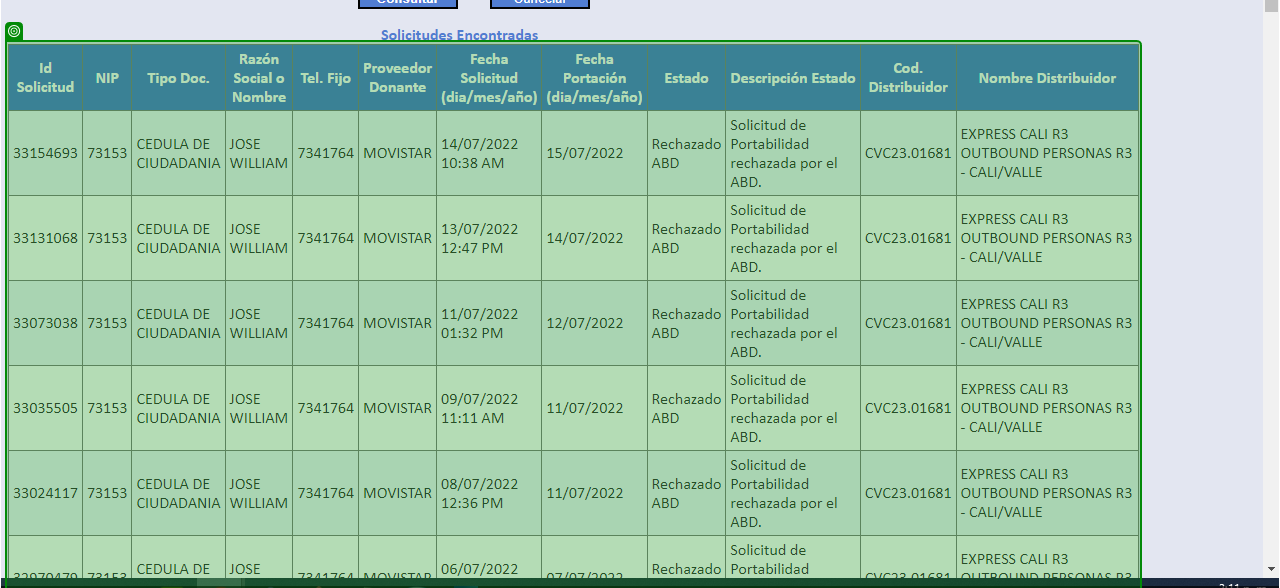 Consultar Cancelar
Solicitudes Encontradas
Id Solicitud NIP Tipo Doc. Razón Social o Nombre Tel. Fijo Proveedor Donante Fecha Solicitud (dia/mes/año) Fecha Portación (dia/mes/año) Estado Descripción Estado Cod. Distribuidor Nombre Distribuidor
33154693 73153 CEDULA DE CIUDADANIA JOSE WILLIAM 7341764 MOVISTAR 14/07/2022 10:38 AM 15/07/2022 Rechazado ABD Solicitud de Portabilidad rechazada por el ABD. CVC23.01681 EXPRESS CALI R3 OUTBOUND PERSONAS R3 - CALI/VALLE
33131068 73153 CEDULA DE CIUDADANIA JOSE WILLIAM 7341764 MOVISTAR 13/07/2022 12:47 PM 14/07/2022 Rechazado ABD Solicitud de Portabilidad rechazada por el ABD. CVC23.01681 EXPRESS CALI R3 OUTBOUND PERSONAS R3 - CALI/VALLE
33073038 73153 CEDULA DE CIUDADANIA JOSE WILLIAM 7341764 MOVISTAR 11/07/2022 01:32 PM 12/07/2022 Rechazado ABD Solicitud de Portabilidad rechazada por el ABD. CVC23.01681 EXPRESS CALI R3 OUTBOUND PERSONAS R3 - CALI/VALLE
33035505 73153 CEDULA DE CIUDADANIA JOSE WILLIAM 7341764 MOVISTAR 09/07/2022 11:11 AM 11/07/2022 Rechazado ABD Solicitud de Portabilidad rechazada por el ABD. CVC23.01681 EXPRESS CALI R3 OUTBOUND PERSONAS R3 - CALI/VALLE
33024117 73153 CEDULA DE CIUDADANIA JOSE WILLIAM 7341764 MOVISTAR 08/07/2022 12:36 PM 11/07/2022 Rechazado ABD Solicitud de Portabilidad rechazada por el ABD. CVC23.01681 EXPRESS CALI R3 OUTBOUND PERSONAS R3 - CALI/VALLE
73153 CEDULA DE JOSE 7341764 MOVISTAR 06/07/2022 07/07/2022 Rechazado Solicitud de Portabilidad CVC23.01681 EXPRESS CALI R3 OUTBOUND PERSONAS R3